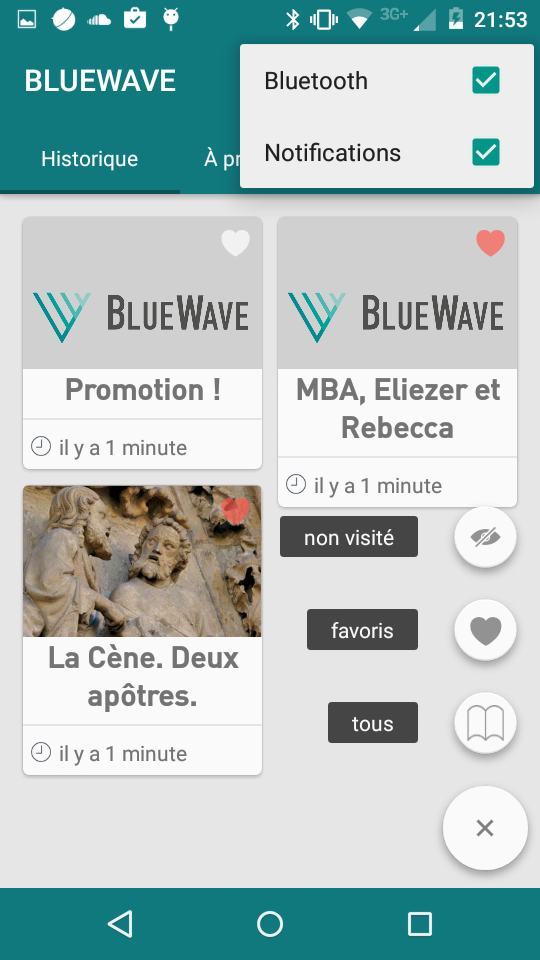 3G+ 21:53
BLUEWAVE
Bluetooth
Notifications
Historique
À pr
BLUEWAVE
Promotion !
il y a 1 minute
BLUEWAVE
MBA, Eliezer et
Rebecca
il y a 1 minute
La Cène. Deux
apôtres.
il y a 1 minute
non visité
favoris
tous